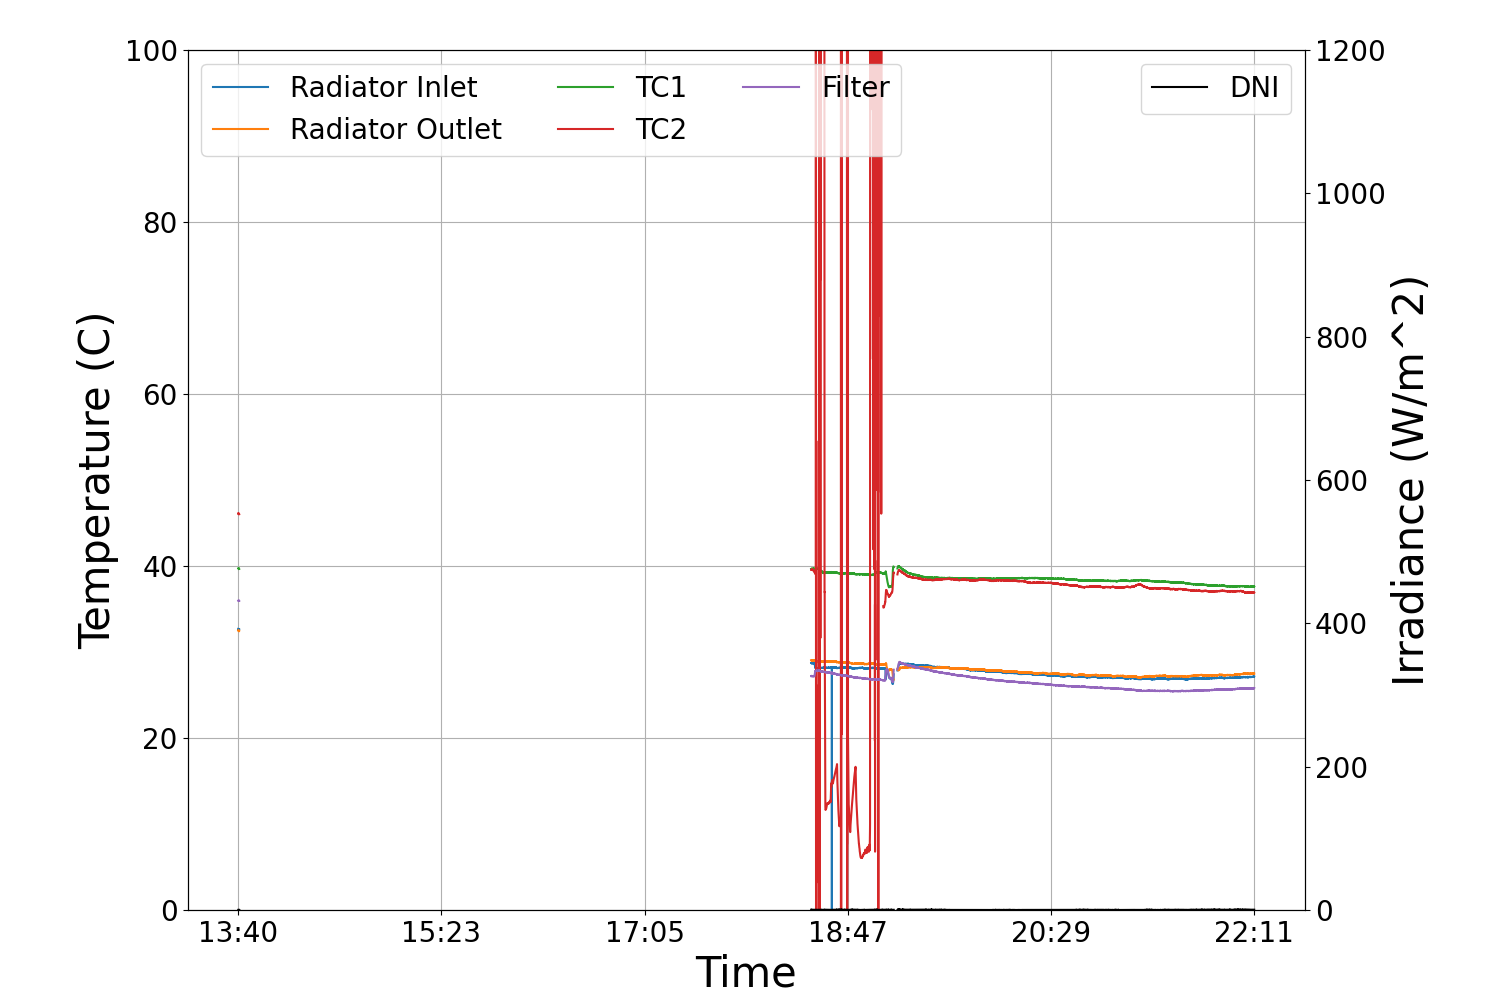 100
80
60
40
20
0
Temperature (C)
Radiator Inlet
Radiator Outlet
TC1
TC2
Filter
DNI
1200
1000
800
600
400
200
0
Irradiance (W/m^2)
13:40 15:23 17:05 18:47 20:29 22:11
Time